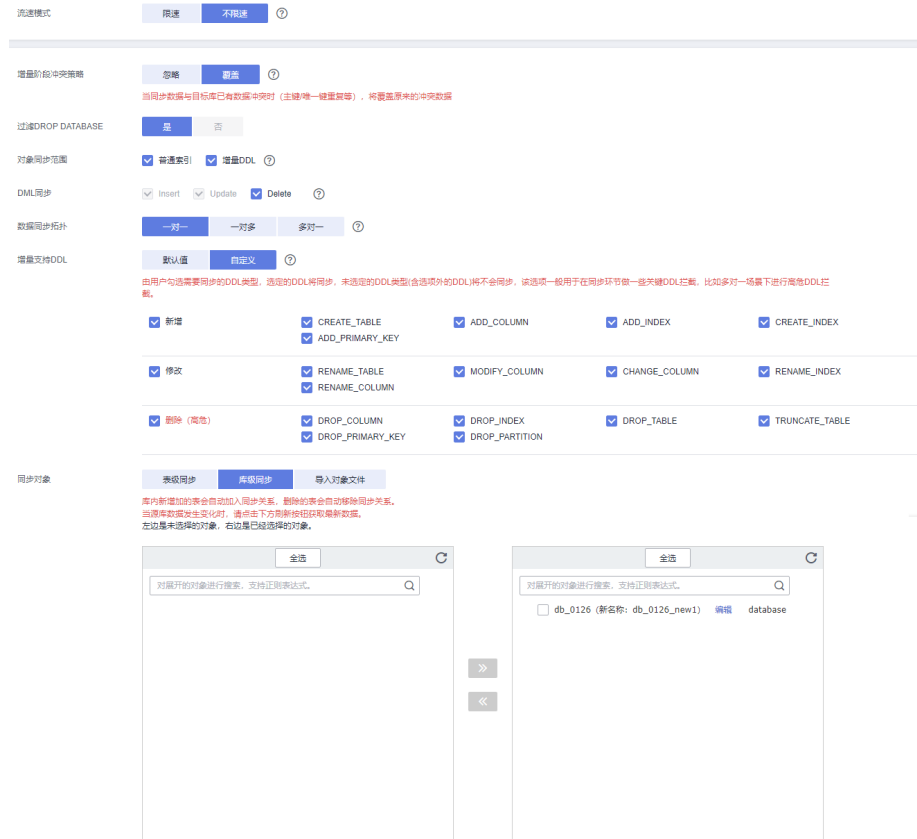 流速模式 限速 不限速
增量阶段冲突策略 忽略 覆盖
当同步数据与目标库已有数据冲突时（主键/唯一键重复等），将覆盖原来的冲突数据
过滤DROP DATABASE 是 否
对象同步范围 普通索引 增量DDL
DML同步 Insert Update Delete
数据同步拓扑 一对一 一对多 多对一
增量支持DDL 默认值 自定义
由用户勾选需要同步的DDL类型，选定的DDL将同步，未选定的DDL类型(含选项外的DDL)将不会同步，该选项一般用于在同步环节做一些关键DDL拦截，比如多对一场景下进行高危DDL拦
截。
新增 CREATE_TABLE ADD_COLUMN ADD_INDEX CREATE_INDEX
ADD_PRIMARY_KEY
修改 RENAME_TABLE MODIFY_COLUMN CHANGE_COLUMN RENAME_INDEX
RENAME_COLUMN
删除（高危） DROP_COLUMN DROP_INDEX DROP_TABLE TRUNCATE_TABLE
DROP_PRIMARY_KEY DROP_PARTITION
同步对象 表级同步 库级同步 导入对象文件
库内新增加的表会自动加入同步关系，删除的表会自动移除同步关系。
当源库数据发生变化时，请点击下方刷新按钮获取最新数据。
左边是未选择的对象，右边是已经选择的对象。
全选 全选
对展开的对象进行搜索，支持正则表达式。 对展开的对象进行搜索，支持正则表达式。
db_0126（新名称：db_0126_new1） 编辑 database